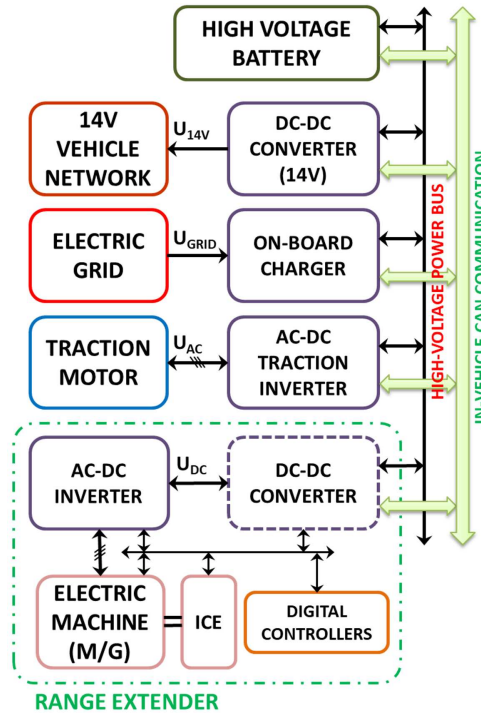 HIGH VOLTAGE
BATTERY
14V
VEHICLE
NETWORK
U14V
DC-DC
CONVERTER
(14V)
ELECTRIC
GRID
UGRID
ON-BOARD
CHARGER
TRACTION
MOTOR
UAC
AC-DC
TRACTION
INVERTER
HIGH-VOLTAGE POWER BUS
IN-VEHICLE CAN COMMUNICATION
AC-DC
INVERTER
UDC
DC-DC
CONVERTER
ELECTRIC
MACHINE
(M/G)
ICE
DIGITAL
CONTROLLERS
RANGE EXTENDER